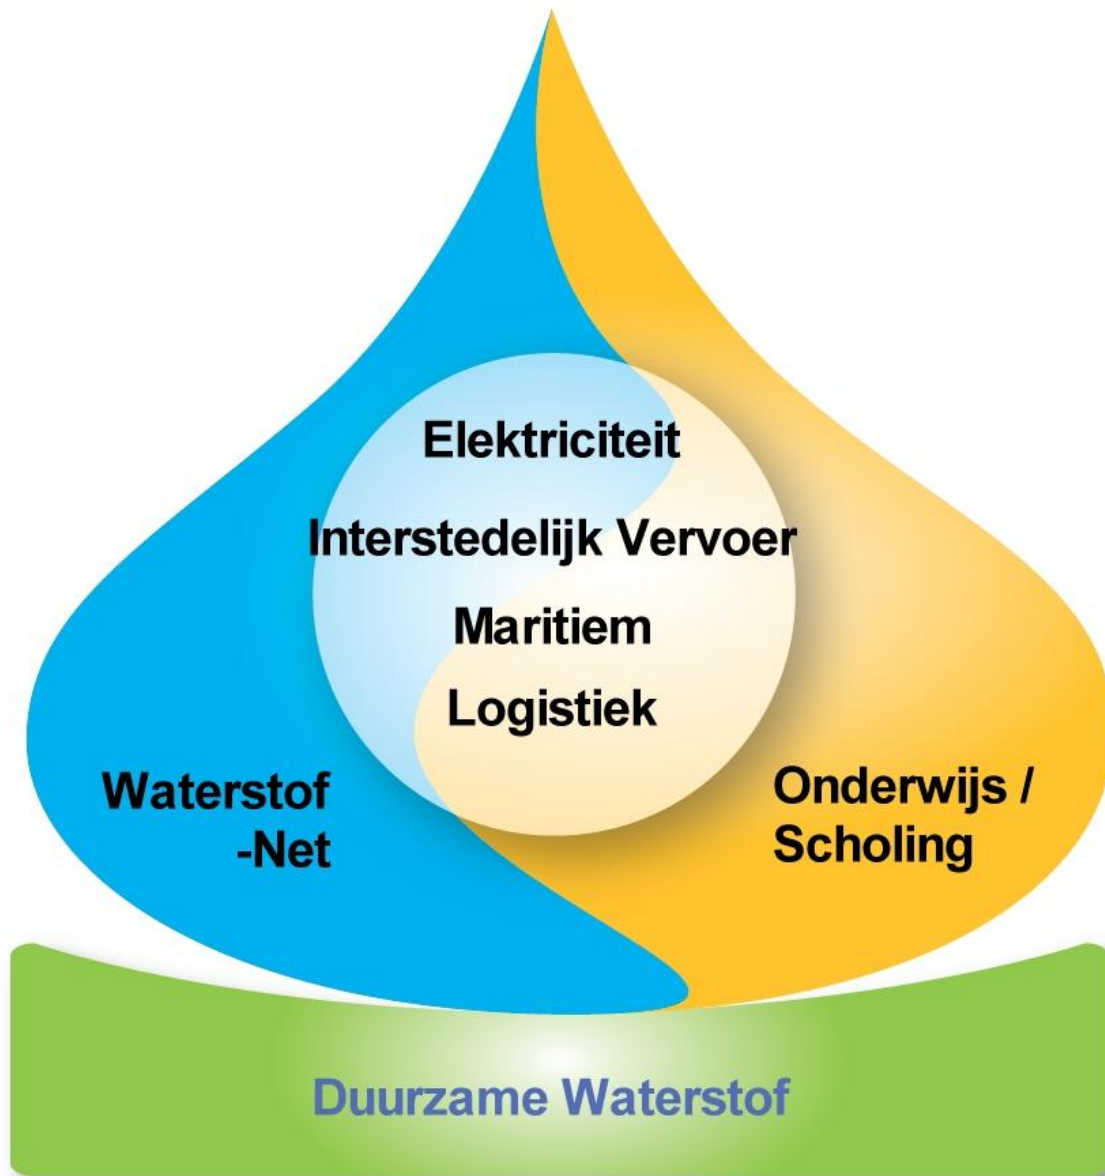 Elektriciteit
Interstedelijk Vervoer
Maritiem
Logistiek
Waterstof
-Net
Onderwijs /
Scholing
Duurzame Waterstof